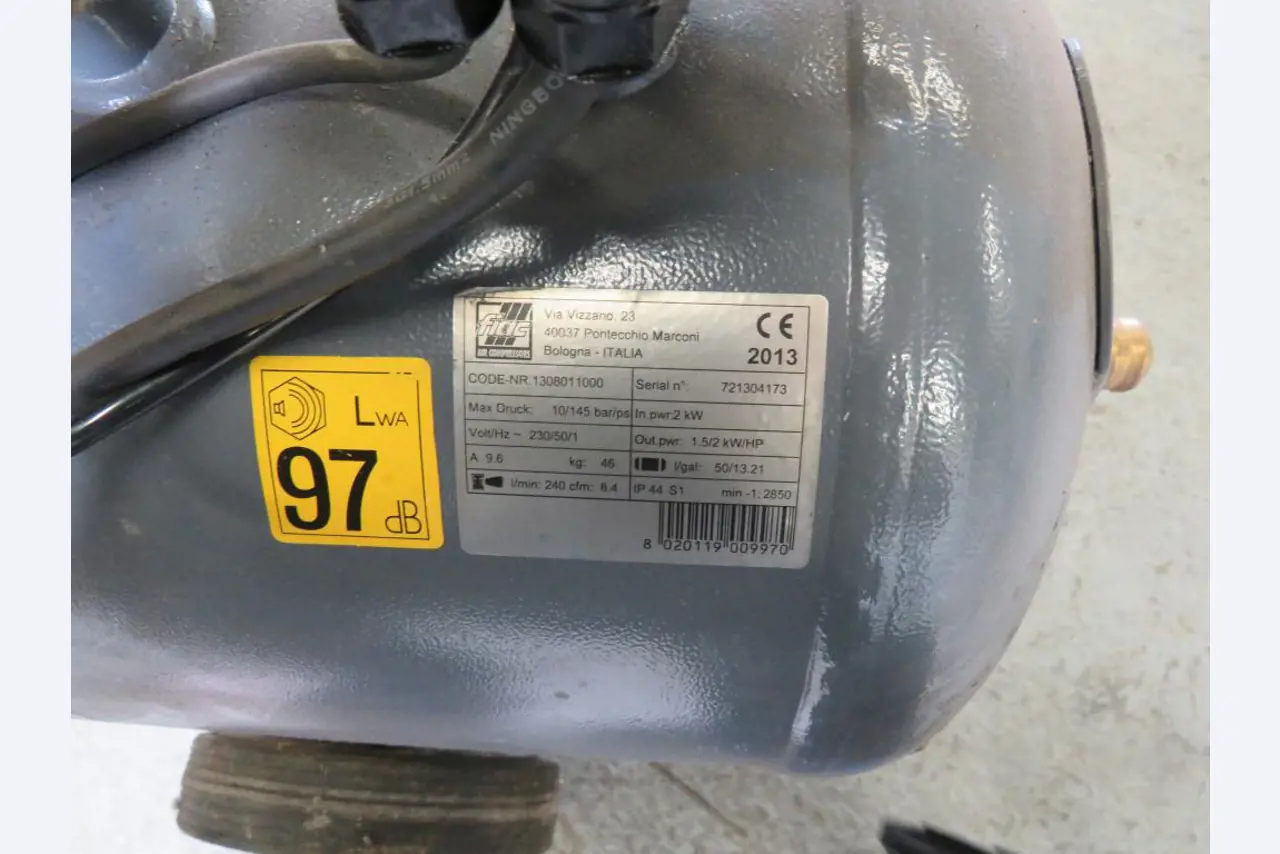 NINGBO
3G1.5mm2
fiac
AIR COMPRESSORS
Via Vizzano, 23
40037 Pontecchio Marconi
Bologna - ITALIA
CE
2013
CODE-NR.1308011000
Serial n°: 721304173
Max Druck: 10/145 bar/ps
In.pwr:2 kW
Volt/Hz ~ 230/50/1
Out.pwr: 1.5/2 kW/HP
A: 9.6 kg: 46
l/gal: 50/13.21
l/min: 240 cfm: 8.4
IP 44 S1 min -1: 2850
8 020119 009970
LWA
97 dB